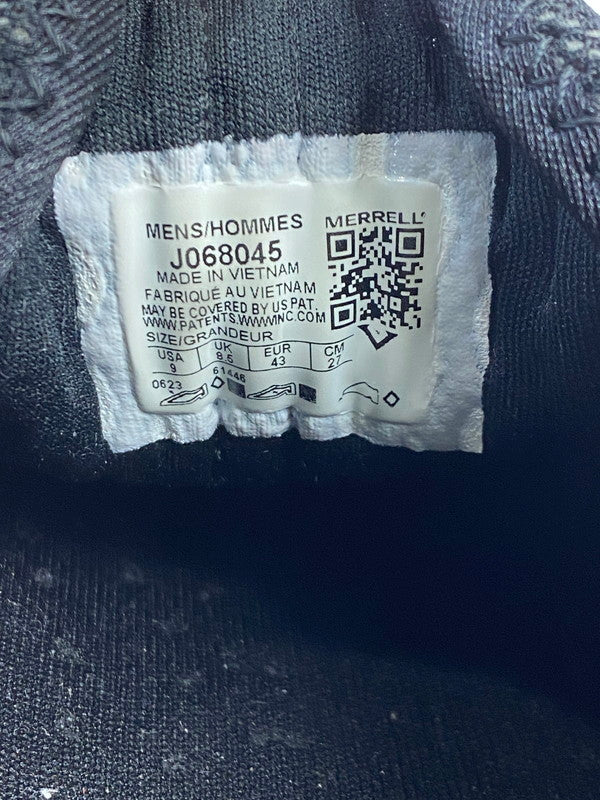 MENS/HOMMES
J068045
MADE IN VIETNAM
FABRIQUÉ AU VIETNAM
MAY BE COVERED BY US PAT.
WWW.PATENTS.WWWINC.COM
MERRELL
SIZE/GRANDEUR
USA UK EUR CM
9 8.5 43 27
0623 61446